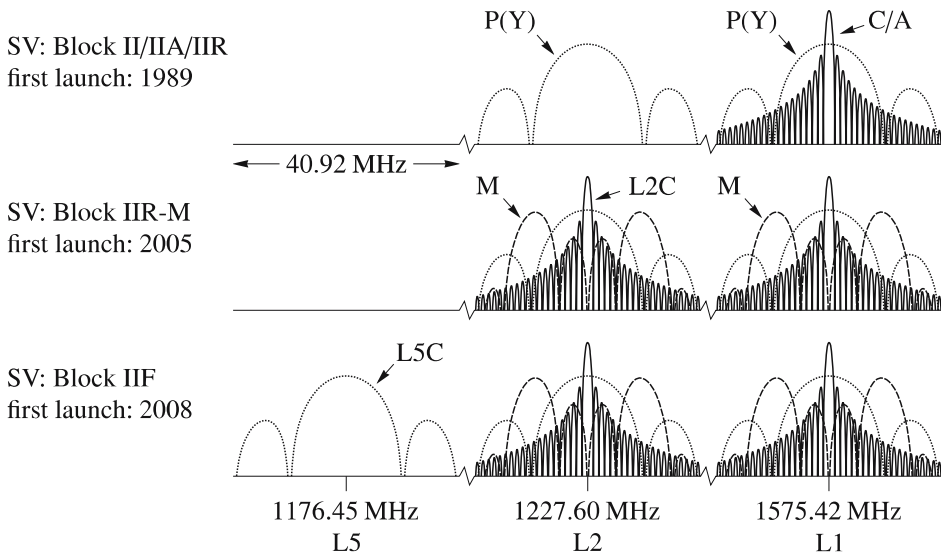 SV: Block II/IIA/IIR
first launch: 1989
P(Y)
P(Y)
C/A
40.92 MHz
SV: Block IIR-M
first launch: 2005
M
L2C
M
SV: Block IIF
first launch: 2008
L5C
1176.45 MHz
L5
1227.60 MHz
L2
1575.42 MHz
L1